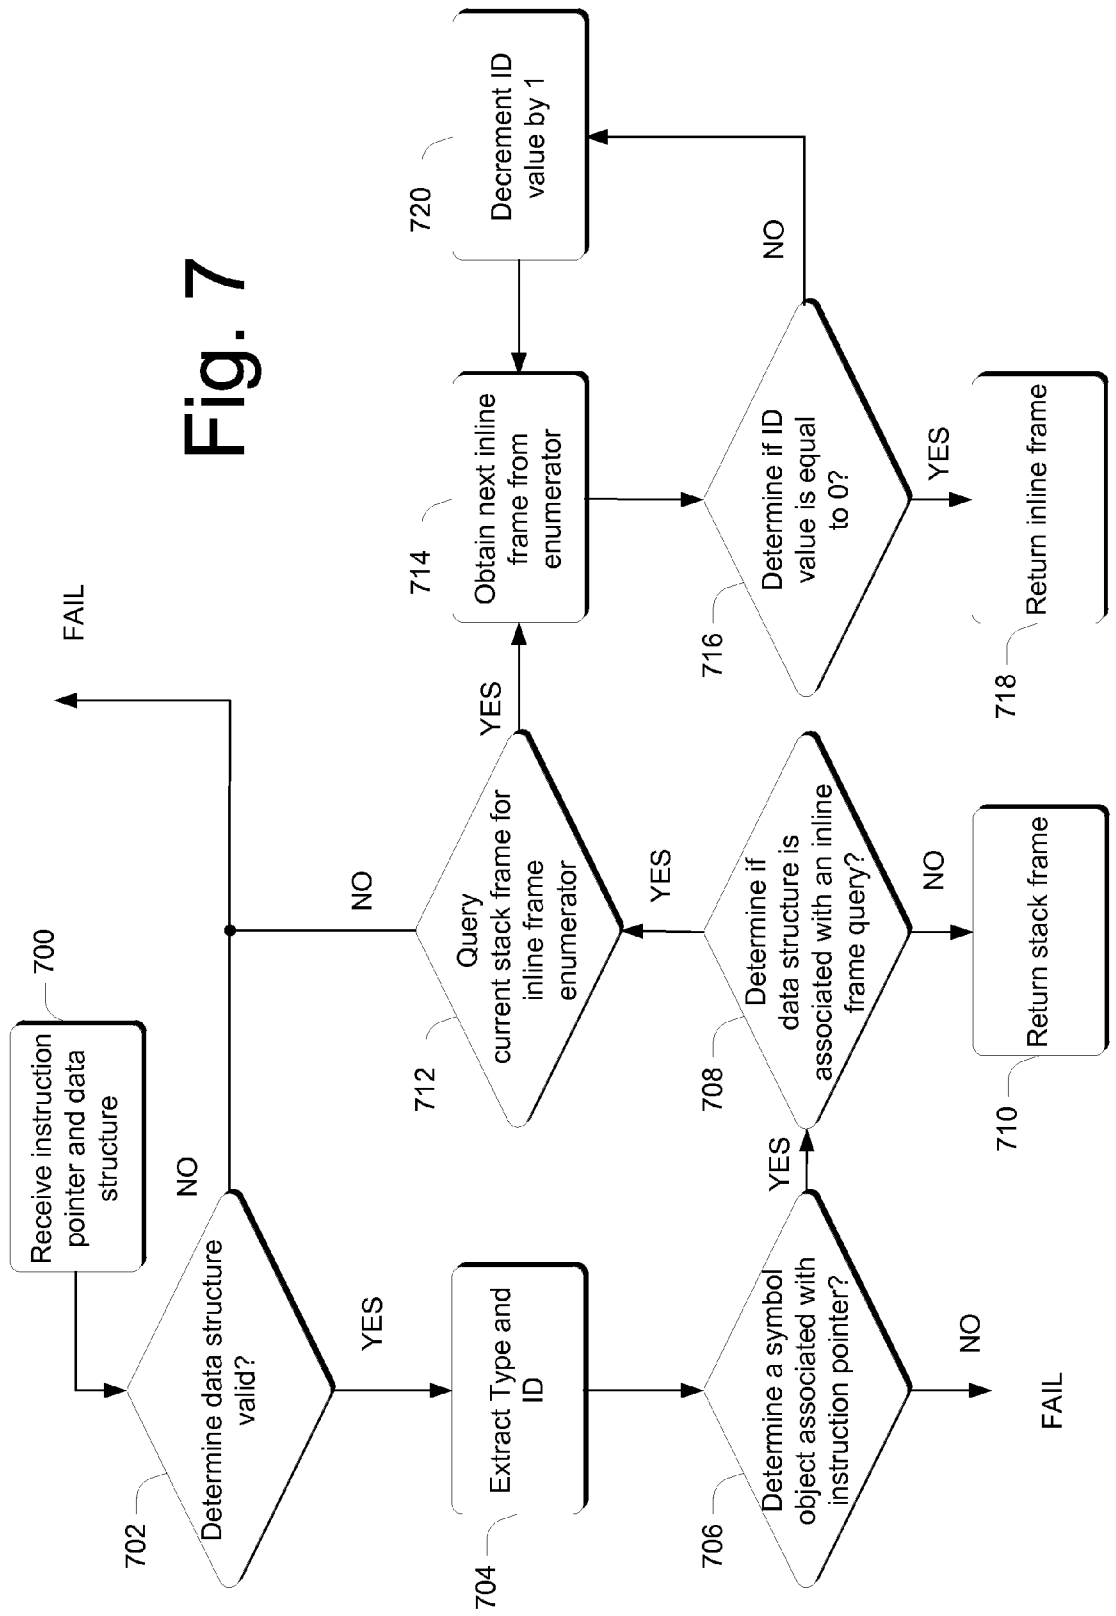 Receive instruction
pointer and data
structure
700
Determine data structure
valid?
702
NO
YES
FAIL
Extract Type and
ID
704
Determine a symbol
object associated with
instruction pointer?
706
NO
FAIL
YES
Determine if
data structure is
associated with an inline
frame query?
708
NO
Return stack frame
710
YES
Query
current stack frame for
inline frame
enumerator
712
NO
YES
Obtain next inline
frame from
enumerator
714
Determine if ID
value is equal
to 0?
716
YES
Return inline frame
718
NO
Decrement ID
value by 1
720
Fig. 7